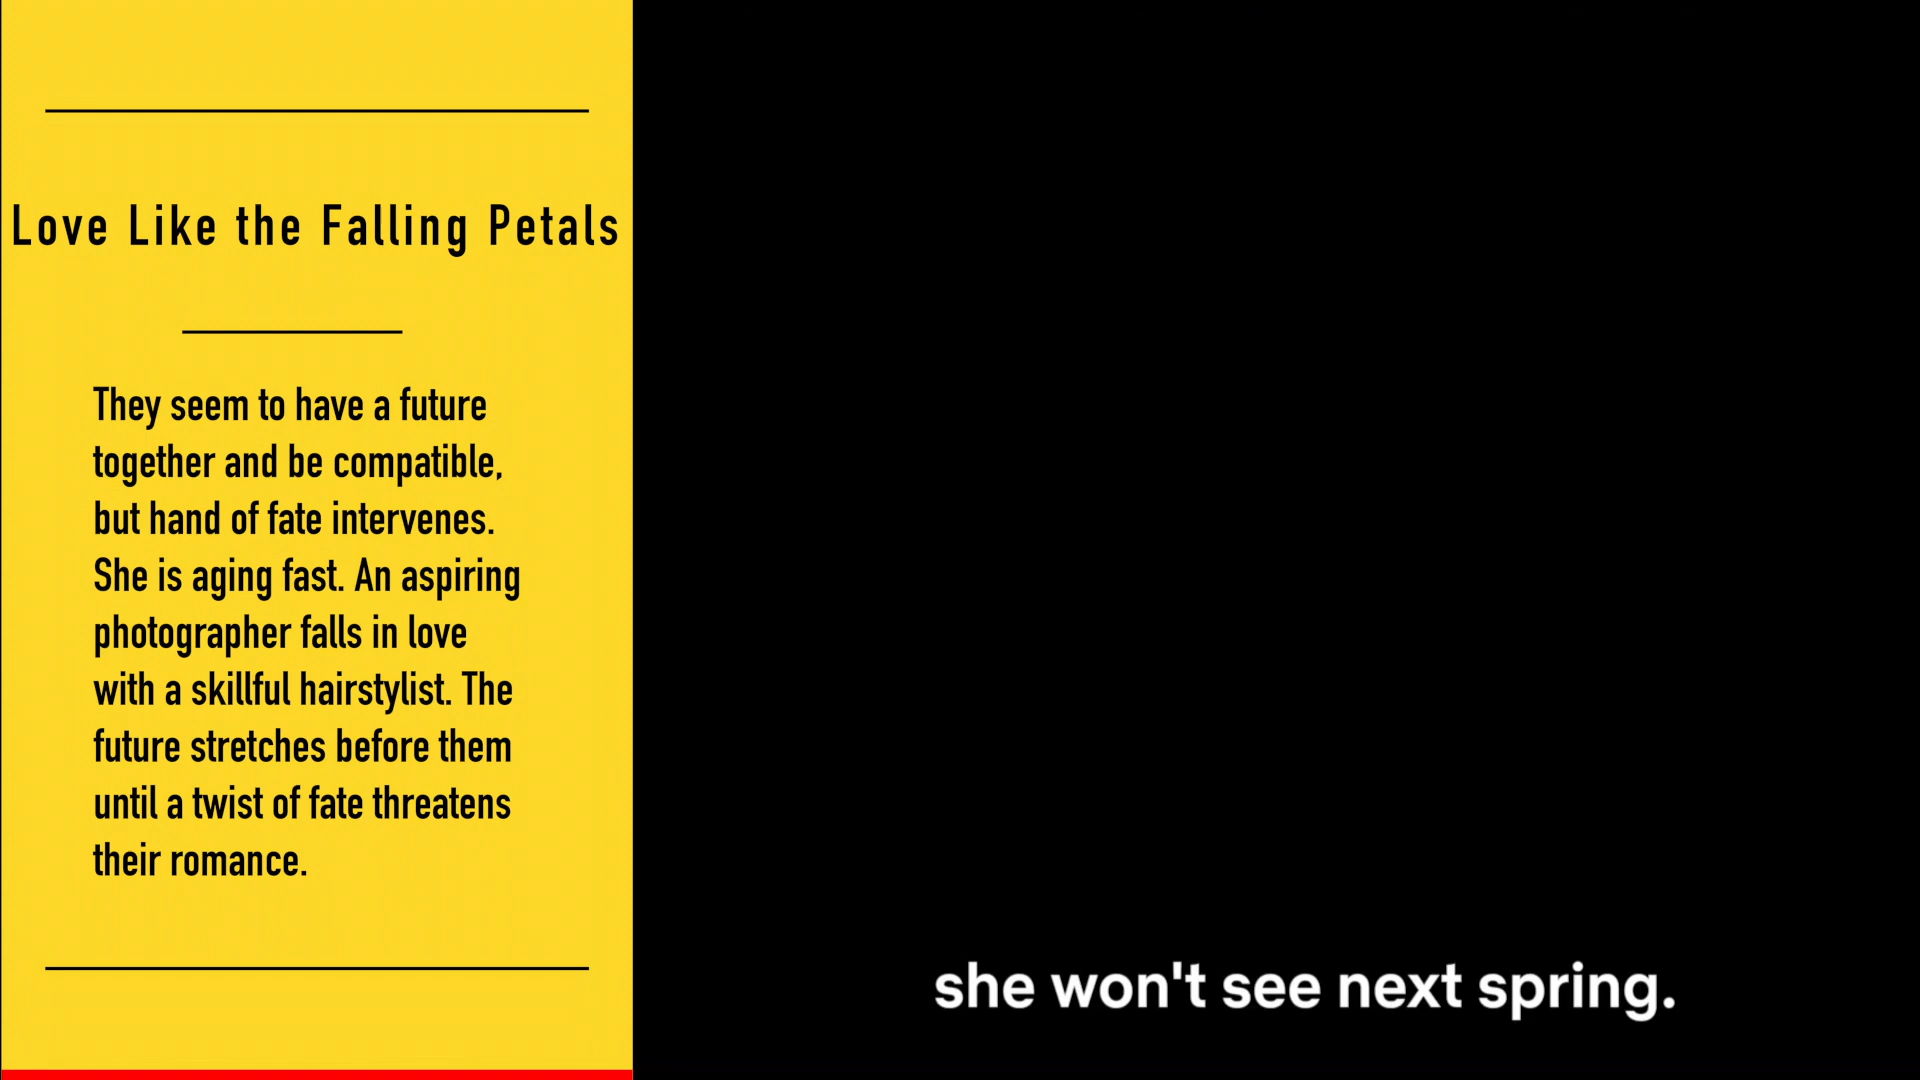 Love Like the Falling Petals
They seem to have a future
together and be compatible,
but hand of fate intervenes.
She is aging fast. An aspiring
photographer falls in love
with a skillful hairstylist. The
future stretches before them
until a twist of fate threatens
their romance.
she won't see next spring.